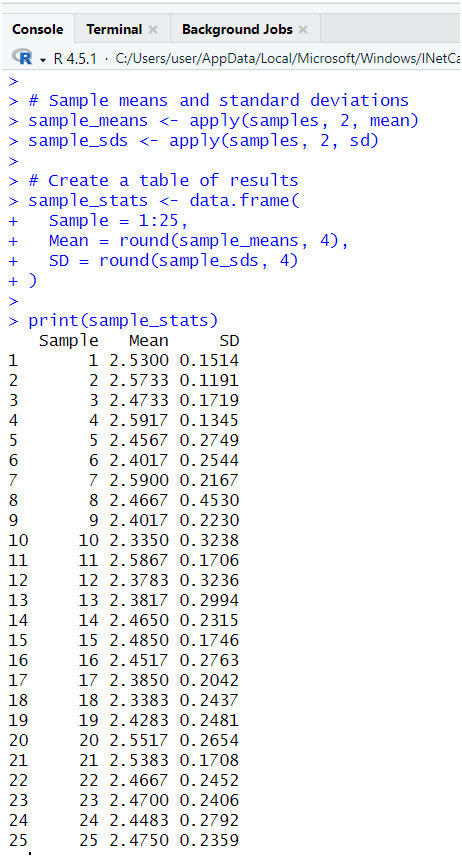 Console Terminal × Background Jobs ×
R R 4.5.1 · C:/Users/user/AppData/Local/Microsoft/Windows/INetCa
>
> # Sample means and standard deviations
> sample_means <- apply(samples, 2, mean)
> sample_sds <- apply(samples, 2, sd)
>
> # Create a table of results
> sample_stats <- data.frame(
+   Sample = 1:25,
+   Mean = round(sample_means, 4),
+   SD = round(sample_sds, 4)
+ )
>
> print(sample_stats)
   Sample   Mean     SD
1       1 2.5300 0.1514
2       2 2.5733 0.1191
3       3 2.4733 0.1719
4       4 2.5917 0.1345
5       5 2.4567 0.2749
6       6 2.4017 0.2544
7       7 2.5900 0.2167
8       8 2.4667 0.4530
9       9 2.4017 0.2230
10     10 2.3350 0.3238
11     11 2.5867 0.1706
12     12 2.3783 0.3236
13     13 2.3817 0.2994
14     14 2.4650 0.2315
15     15 2.4850 0.1746
16     16 2.4517 0.2763
17     17 2.3850 0.2042
18     18 2.3383 0.2437
19     19 2.4283 0.2481
20     20 2.5517 0.2654
21     21 2.5383 0.1708
22     22 2.4667 0.2452
23     23 2.4700 0.2406
24     24 2.4483 0.2792
25     25 2.4750 0.2359